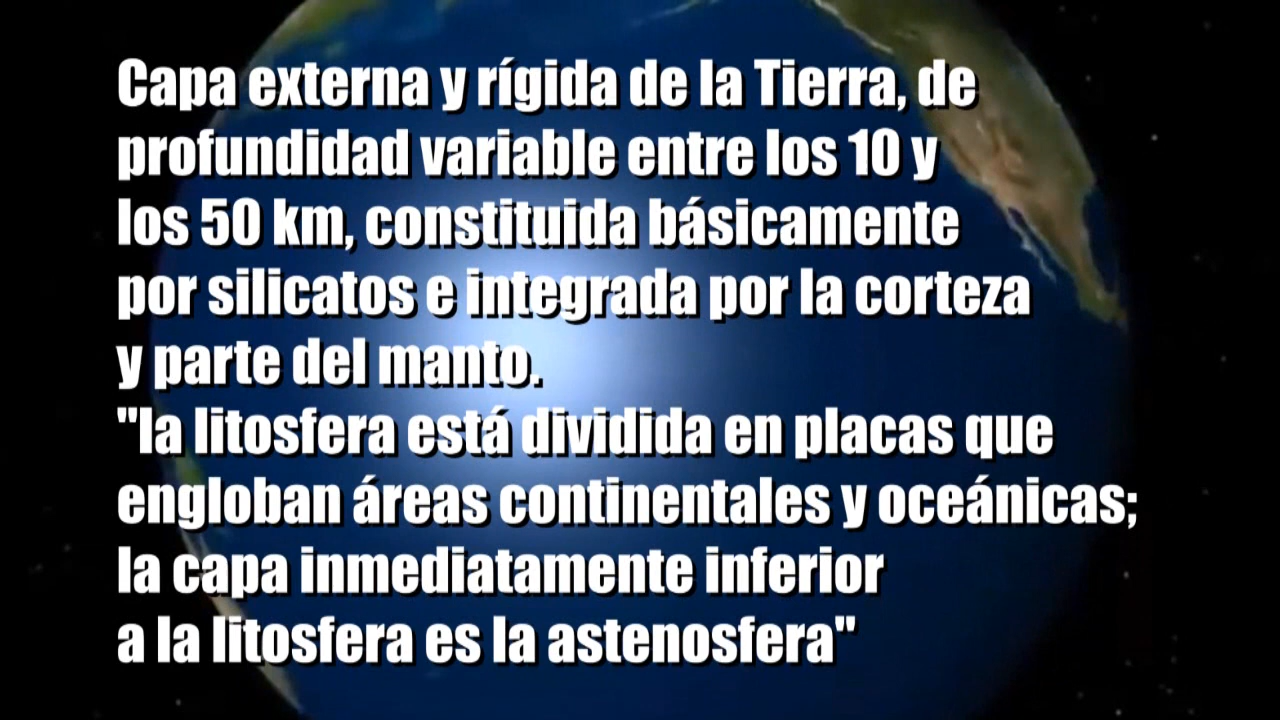 Capa externa y rígida de la Tierra, de
profundidad variable entre los 10 y
los 50 km, constituida básicamente
por silicatos e integrada por la corteza
y parte del manto.
"la litosfera está dividida en placas que
engloban áreas continentales y oceánicas;
la capa inmediatamente inferior
a la litosfera es la astenosfera"